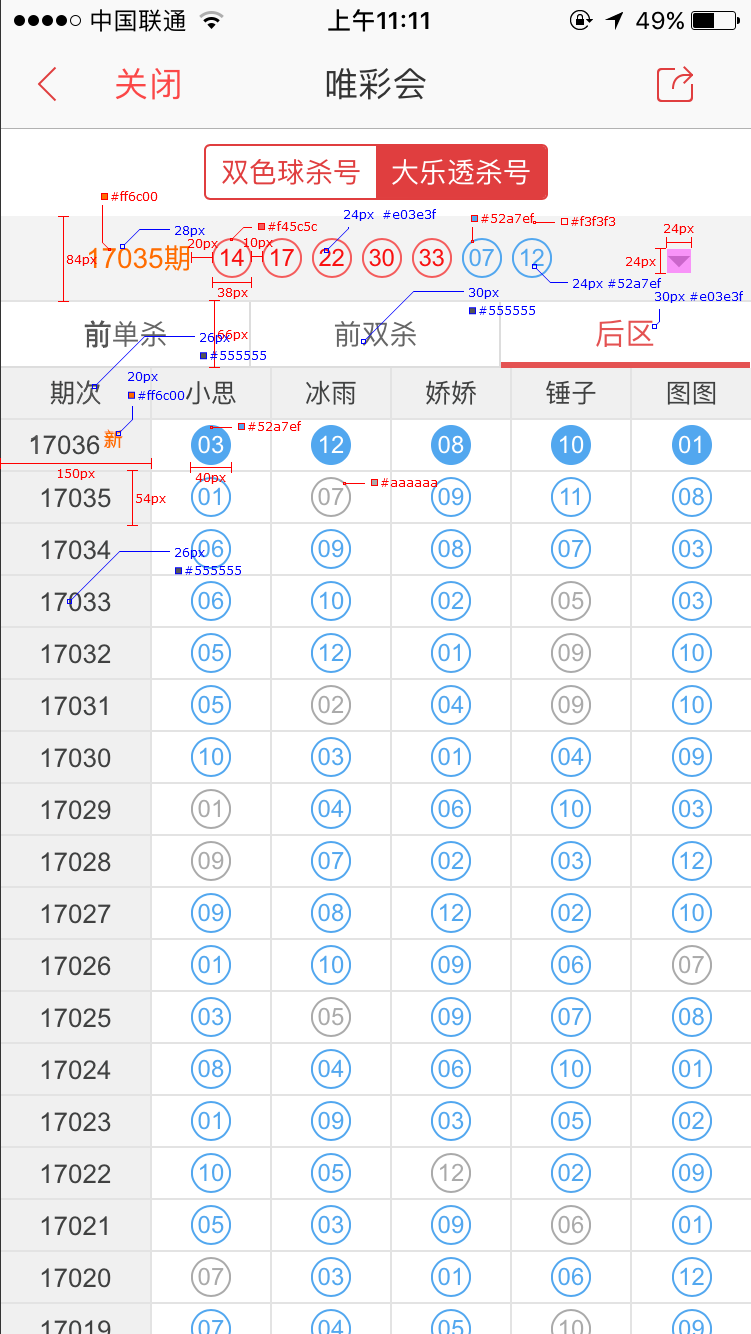 中国联通 上午11:11 49%
关闭 唯彩会
双色球杀号 大乐透杀号
#ff6c00
#f45c5c
24px #e03e3f
#52a7ef
#f3f3f3
24px
28px
20px
10px
84px
17035期 14 17 22 30 33 07 12
24px
38px
24px #52a7ef
30px
30px #e03e3f
#555555
前单杀 前双杀 后区
26px
66px
#555555
20px
#ff6c00
期次 小思 冰雨 娇娇 锤子 图图
#52a7ef
17036新 03 12 08 10 01
150px
40px
#aaaaaa
54px
17035 01 07 09 11 08
26px
#555555
17034 06 09 08 07 03
17033 06 10 02 05 03
17032 05 12 01 09 10
17031 05 02 04 09 10
17030 10 03 01 04 09
17029 01 04 06 10 03
17028 09 07 02 03 12
17027 09 08 12 02 10
17026 01 10 09 06 07
17025 03 05 09 07 08
17024 08 04 06 10 01
17023 01 09 03 05 02
17022 10 05 12 02 09
17021 05 03 09 06 01
17020 07 03 01 06 12
17019 07 04 05 10 09